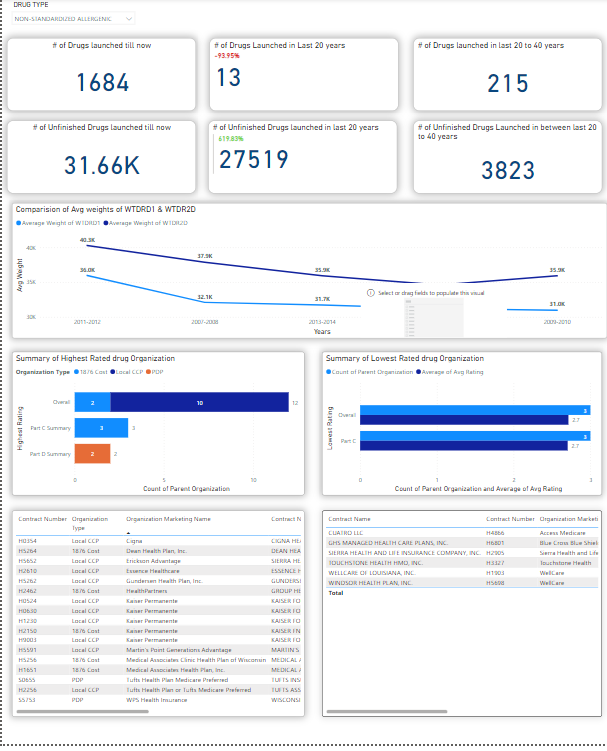 DRUG TYPE
NON-STANDARDIZED ALLERGENIC
# of Drugs launched till now
1684
# of Drugs Launched in Last 20 years
-93.95%
13
# of Drugs launched in last 20 to 40 years
215
# of Unfinished Drugs launched till now
31.66K
# of Unfinished Drugs launched in last 20 years
619.83%
27519
# of Unfinished Drugs Launched in between last 20
to 40 years
3823
Comparision of Avg weights of WTDRD1 & WTDR2D
Average Weight of WTDRD1 Average Weight of WTDR2D
Avg Weight
40K
35K
30K
40.3K
37.9K
35.9K
35.9K
36.0K
32.1K
31.7K
31.0K
Select or drag fields to populate this visual
2011-2012 2007-2008 2013-2014 2009-2010
Years
Summary of Highest Rated drug Organization
Organization Type 1876 Cost Local CCP PDP
Highest Rating
Overall 2 10 12
Part C Summary 3 3
Part D Summary 2 2
0 5 10
Count of Parent Organization
Summary of Lowest Rated drug Organization
Count of Parent Organization Average of Avg Rating
Lowest Rating
Overall 3
2.7
Part C 3
2.7
0 1 2 3
Count of Parent Organization and Average of Avg Rating
Contract Number Organization Type Organization Marketing Name Contract N
H0354 Local CCP Cigna CIGNA HE
H5264 1876 Cost Dean Health Plan, Inc. DEAN HEA
H5652 Local CCP Erickson Advantage SIERRA HE
H2610 Local CCP Essence Healthcare ESSENCE H
H5262 Local CCP Gundersen Health Plan, Inc. GUNDERS
H2462 1876 Cost HealthPartners GROUP HE
H0524 Local CCP Kaiser Permanente KAISER FO
H0630 Local CCP Kaiser Permanente KAISER FO
H1230 Local CCP Kaiser Permanente KAISER FO
H2150 1876 Cost Kaiser Permanente KAISER FN
H9003 Local CCP Kaiser Permanente KAISER FO
H5591 Local CCP Martin's Point Generations Advantage MARTIN'S
H5256 1876 Cost Medical Associates Clinic Health Plan of Wisconsin MEDICAL A
H1651 1876 Cost Medical Associates Health Plan, Inc. MEDICAL A
S0655 PDP Tufts Health Plan Medicare Preferred TUFTS INS
H2256 Local CCP Tufts Health Plan or Tufts Medicare Preferred TUFTS ASS
S5753 PDP WPS Health Insurance WISCONSI
Contract Name Contract Number Organization Marketi
CUATRO LLC H4866 Access Medicare
GHS MANAGED HEALTH CARE PLANS, INC. H6801 Blue Cross Blue Shiel
SIERRA HEALTH AND LIFE INSURANCE COMPANY, INC. H2905 Sierra Health and Life
TOUCHSTONE HEALTH HMO, INC. H3327 Touchstone Health
WELLCARE OF LOUISIANA, INC. H1903 WellCare
WINDSOR HEALTH PLAN, INC. H5698 WellCare
Total